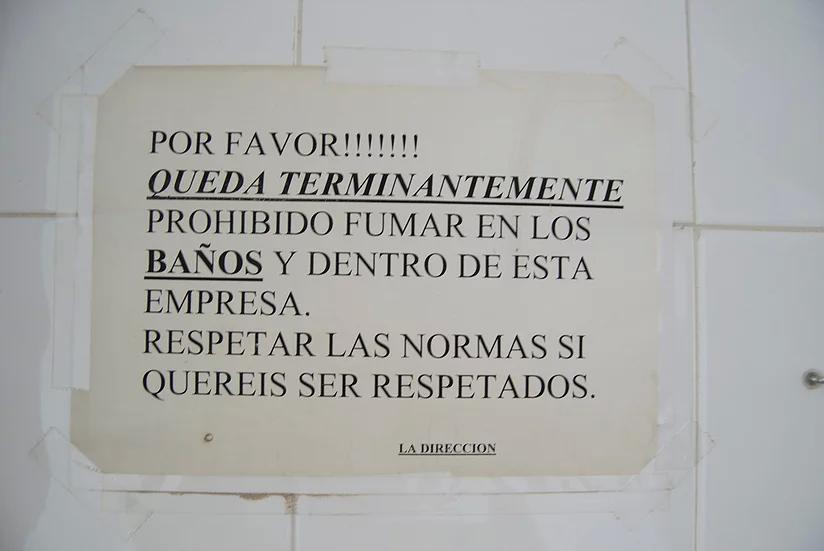 POR FAVOR!!!!!!!
QUEDA TERMINANTEMENTE
PROHIBIDO FUMAR EN LOS
BAÑOS Y DENTRO DE ESTA
EMPRESA.
RESPETAR LAS NORMAS SI
QUEREIS SER RESPETADOS.
LA DIRECCION